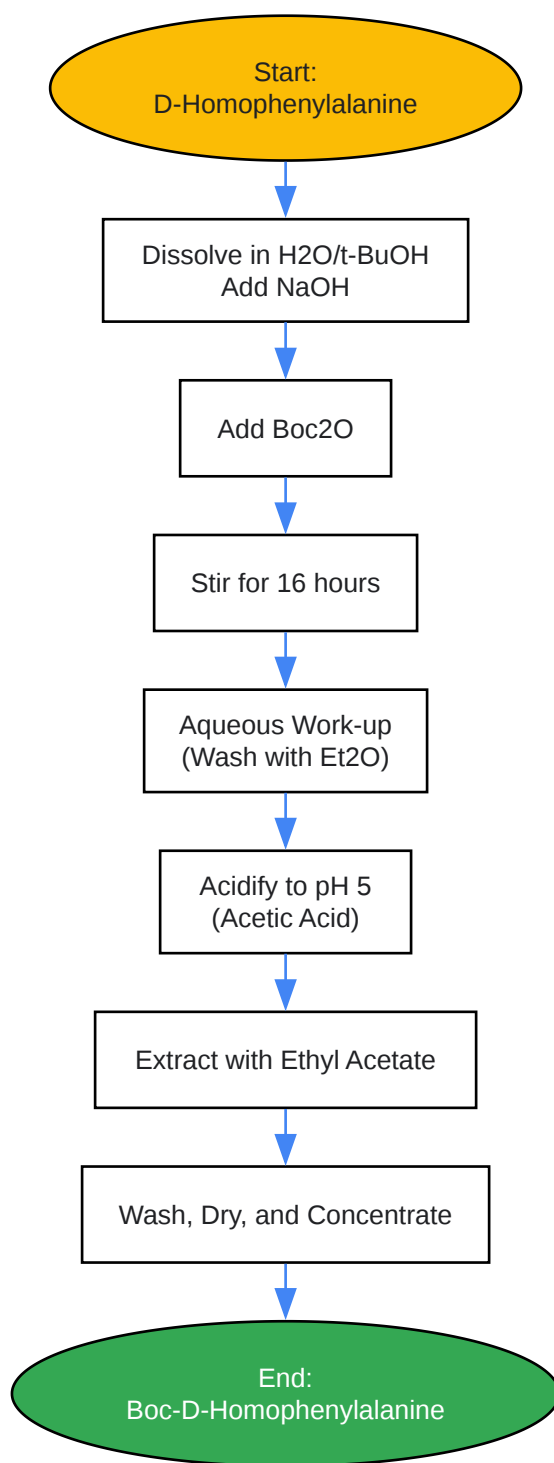 Start:
D-Homophenylalanine
Dissolve in H2O/t-BuOH
Add NaOH
Add Boc2O
Stir for 16 hours
Aqueous Work-up
(Wash with Et2O)
Acidify to pH 5
(Acetic Acid)
Extract with Ethyl Acetate
Wash, Dry, and Concentrate
End:
Boc-D-Homophenylalanine